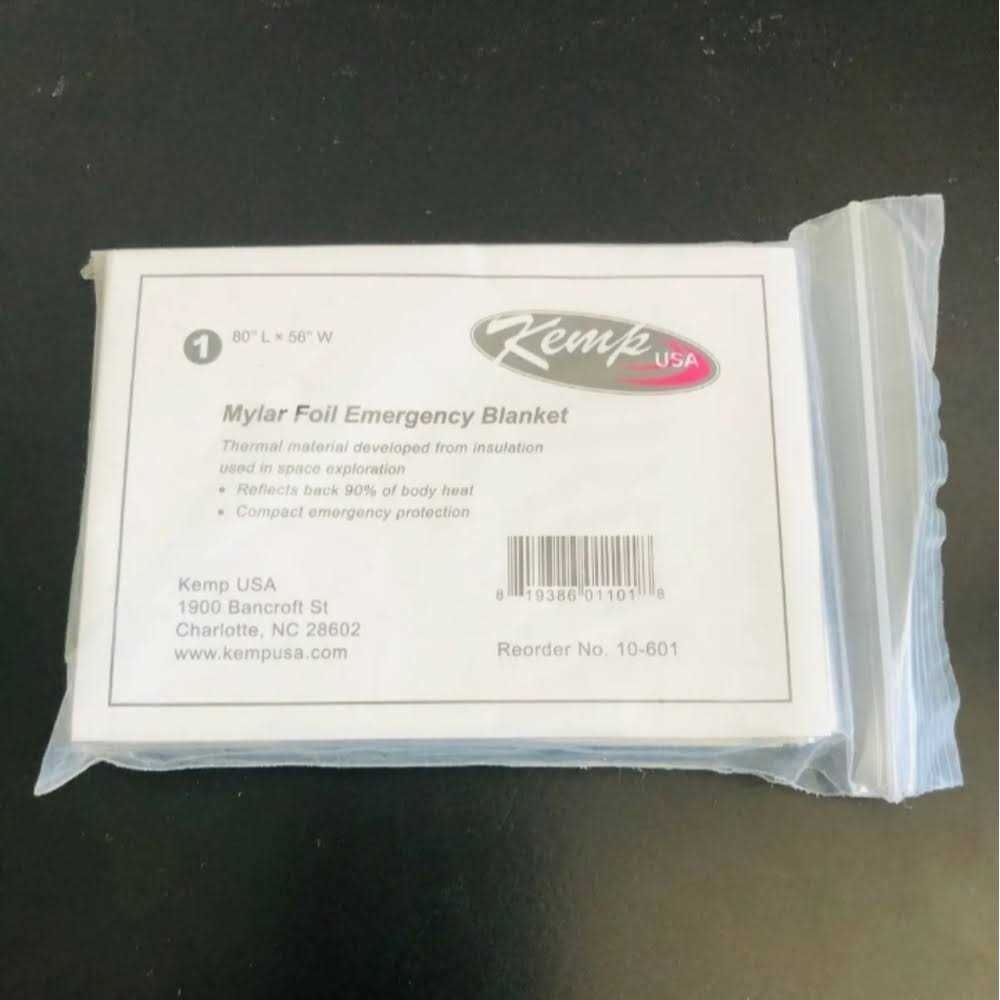 1 80" L × 56" W
Kemp USA
Mylar Foil Emergency Blanket
Thermal material developed from insulation
used in space exploration
• Reflects back 90% of body heat
• Compact emergency protection
Kemp USA
1900 Bancroft St
Charlotte, NC 28602
www.kempusa.com
8 19386 01101 8
Reorder No. 10-601